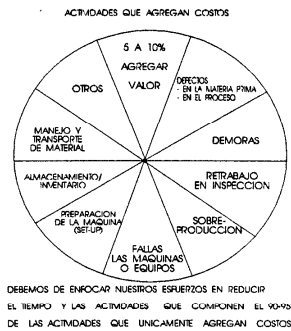 ACTIVIDADES QUE AGREGAN COSTOS
5 A 10%
AGREGAR
VALOR
DEFECTOS
- EN LA MATERIA PRIMA
- EN EL PROCESO
DEMORAS
RETRABAJO
EN INSPECCION
SOBRE-
PRODUCCION
FALLAS
LAS MAQUINAS
O EQUIPOS
PREPARACION
DE LA MAQUINA
(SET-UP)
ALMACENAMIENTO/
INVENTARIO
MANEJO Y
TRANSPORTE
DE MATERIAL
OTROS
DEBEMOS DE ENFOCAR NUESTROS ESFUERZOS EN REDUCIR
EL TIEMPO Y LAS ACTIVIDADES QUE COMPONEN EL 90-95
DE LAS ACTIVIDADES QUE UNICAMENTE AGREGAN COSTOS